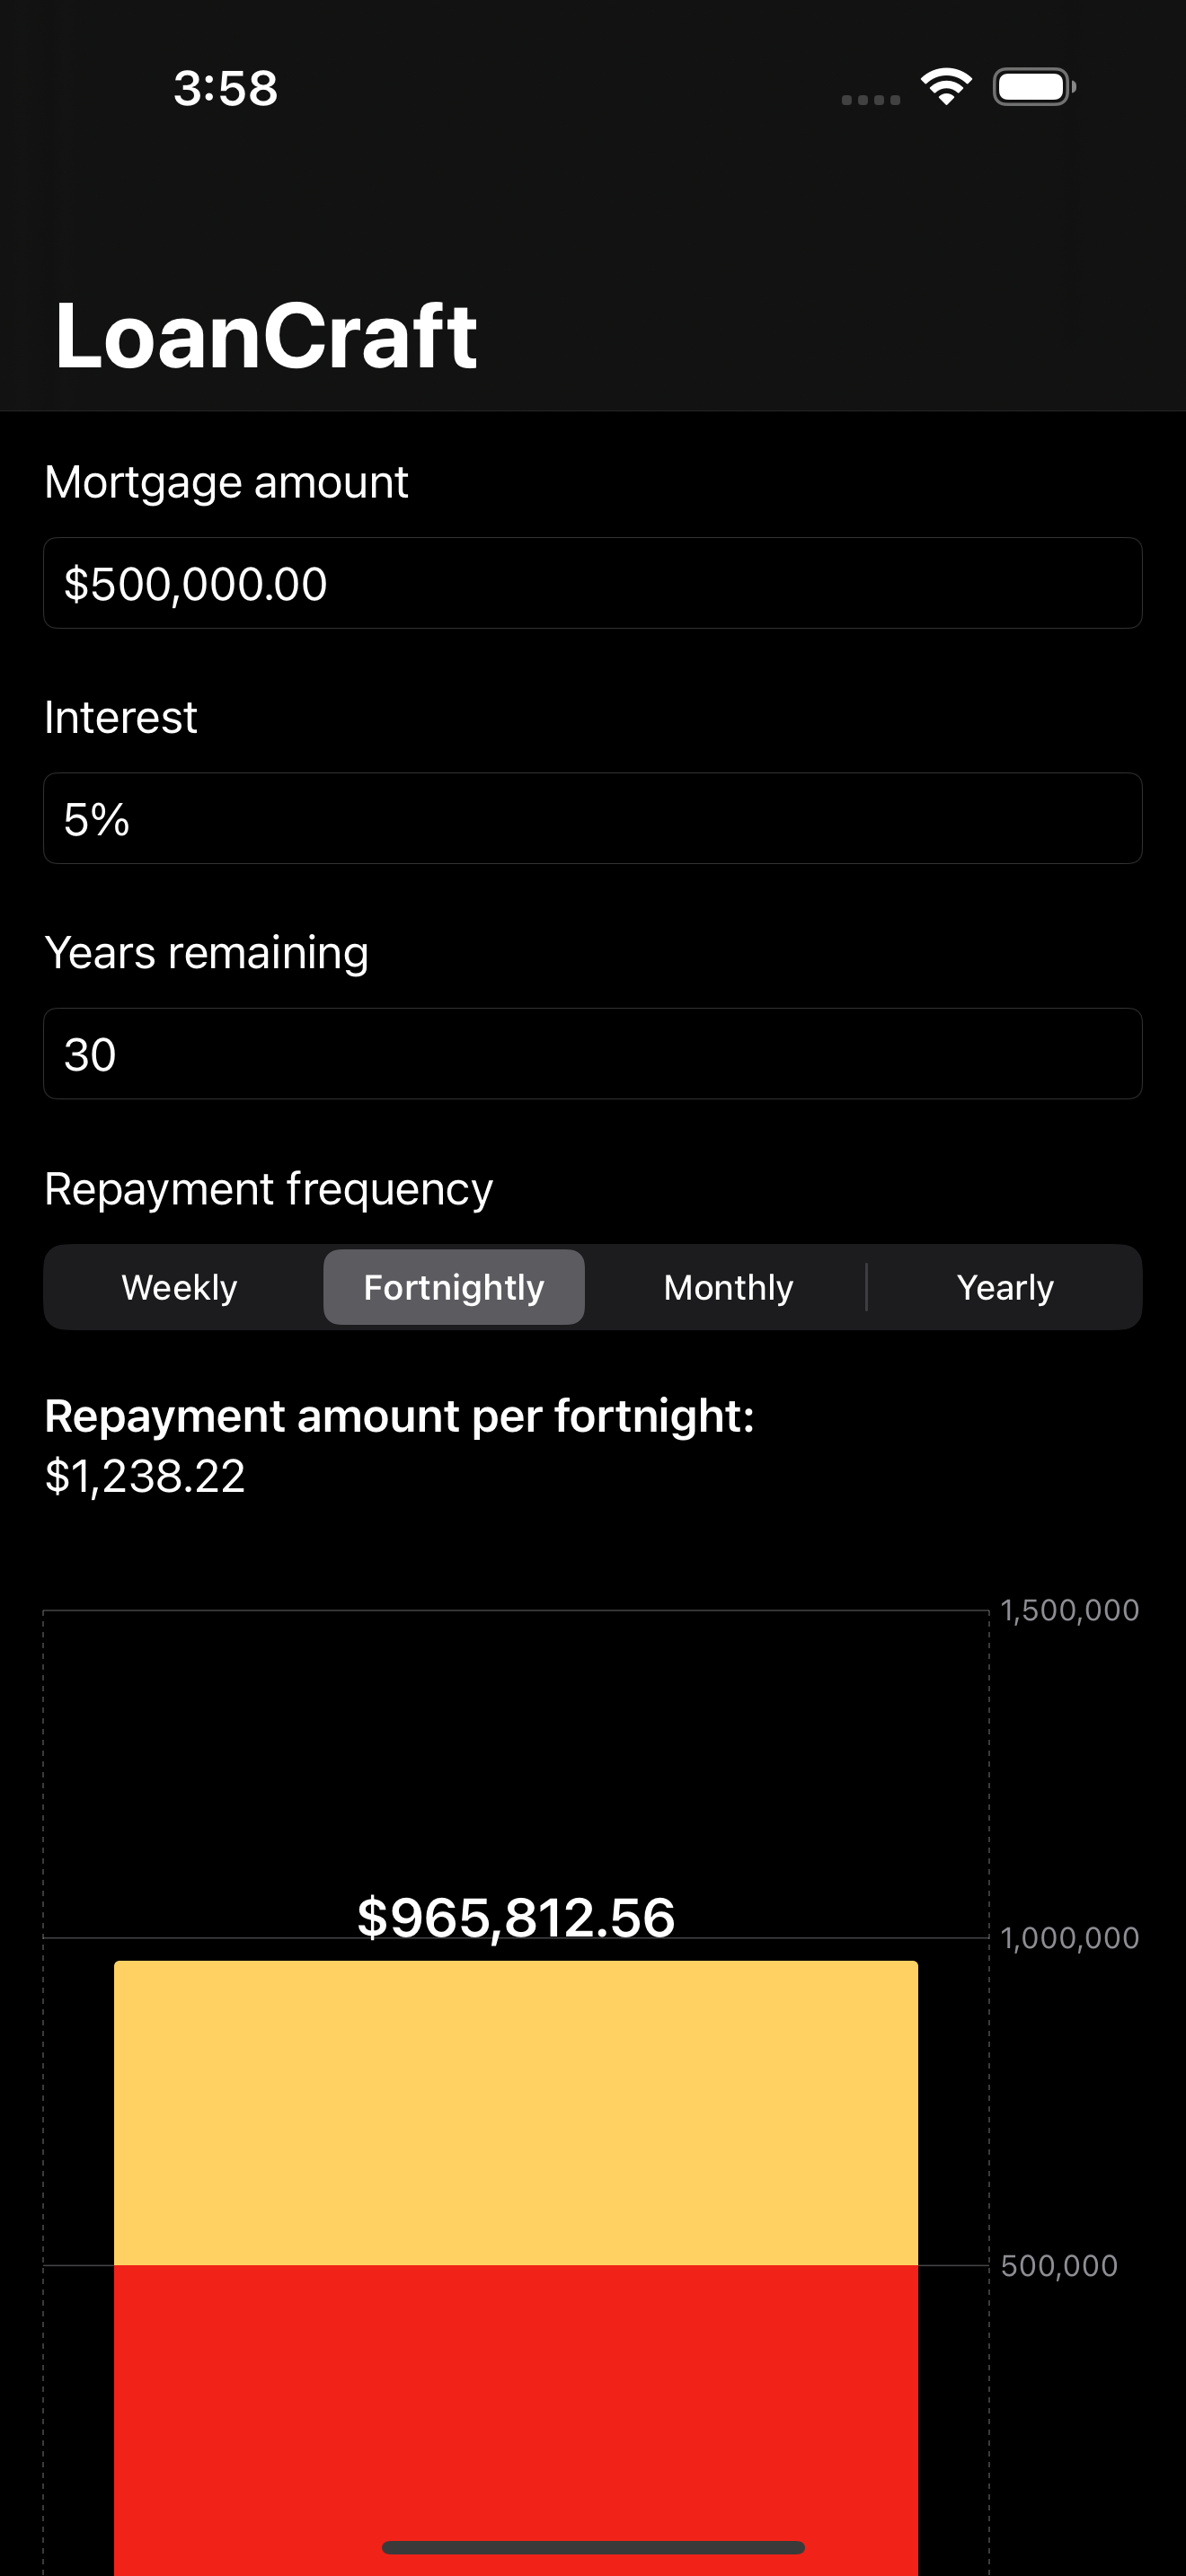 3:58
LoanCraft
Mortgage amount
$500,000.00
Interest
5%
Years remaining
30
Repayment frequency
Weekly Fortnightly Monthly Yearly
Repayment amount per fortnight:
$1,238.22
1,500,000
$965,812.56
1,000,000
500,000